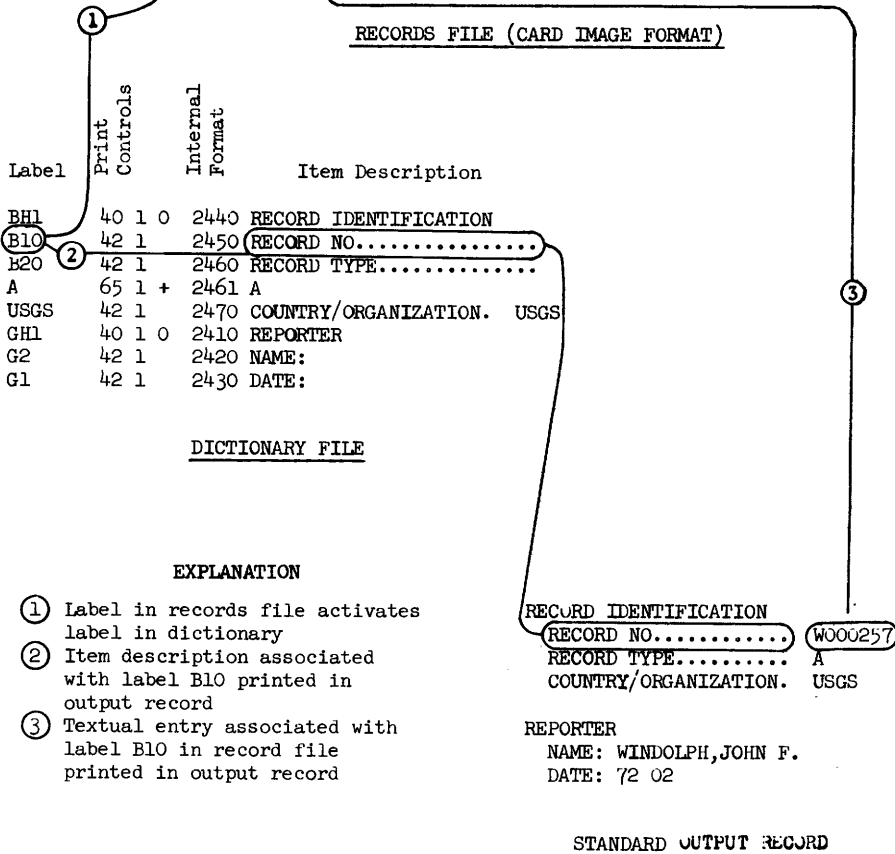 ①
RECORDS FILE (CARD IMAGE FORMAT)
Label Print Controls Internal Format Item Description
BH1 40 1 0 2440 RECORD IDENTIFICATION
B10 42 1 2450 RECORD NO................
②
B20 42 1 2460 RECORD TYPE..............
A 65 1 + 2461 A
③
USGS 42 1 2470 COUNTRY/ORGANIZATION. USGS
GH1 40 1 0 2410 REPORTER
G2 42 1 2420 NAME:
G1 42 1 2430 DATE:
DICTIONARY FILE
EXPLANATION
① Label in records file activates
label in dictionary
② Item description associated
with label B10 printed in
output record
③ Textual entry associated with
label B10 in record file
printed in output record
RECORD IDENTIFICATION
RECORD NO............ W000257
RECORD TYPE.......... A
COUNTRY/ORGANIZATION. USGS
REPORTER
NAME: WINDOLPH,JOHN F.
DATE: 72 02
STANDARD OUTPUT RECORD